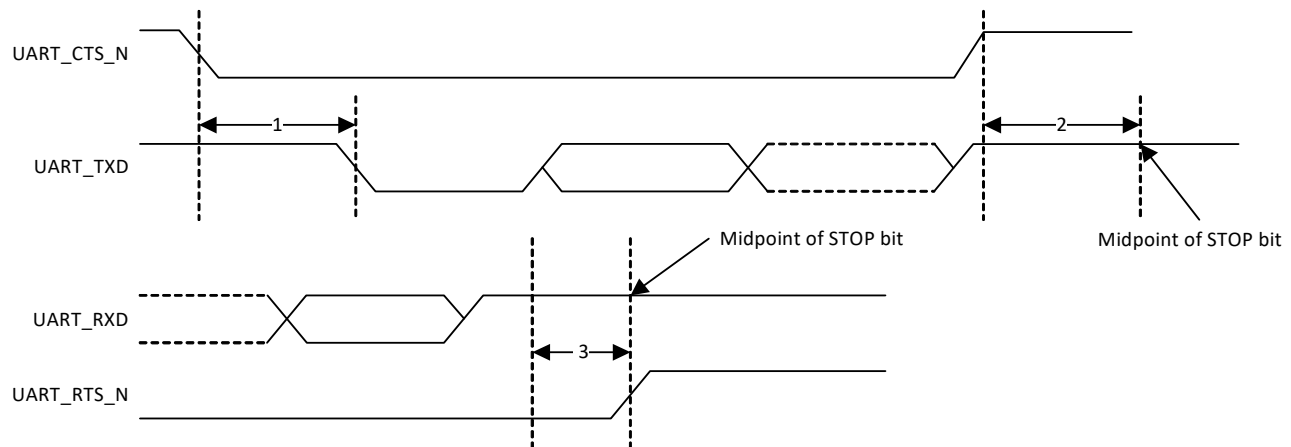 UART_CTS_N
1
2
UART_TXD
Midpoint of STOP bit
Midpoint of STOP bit
UART_RXD
3
UART_RTS_N